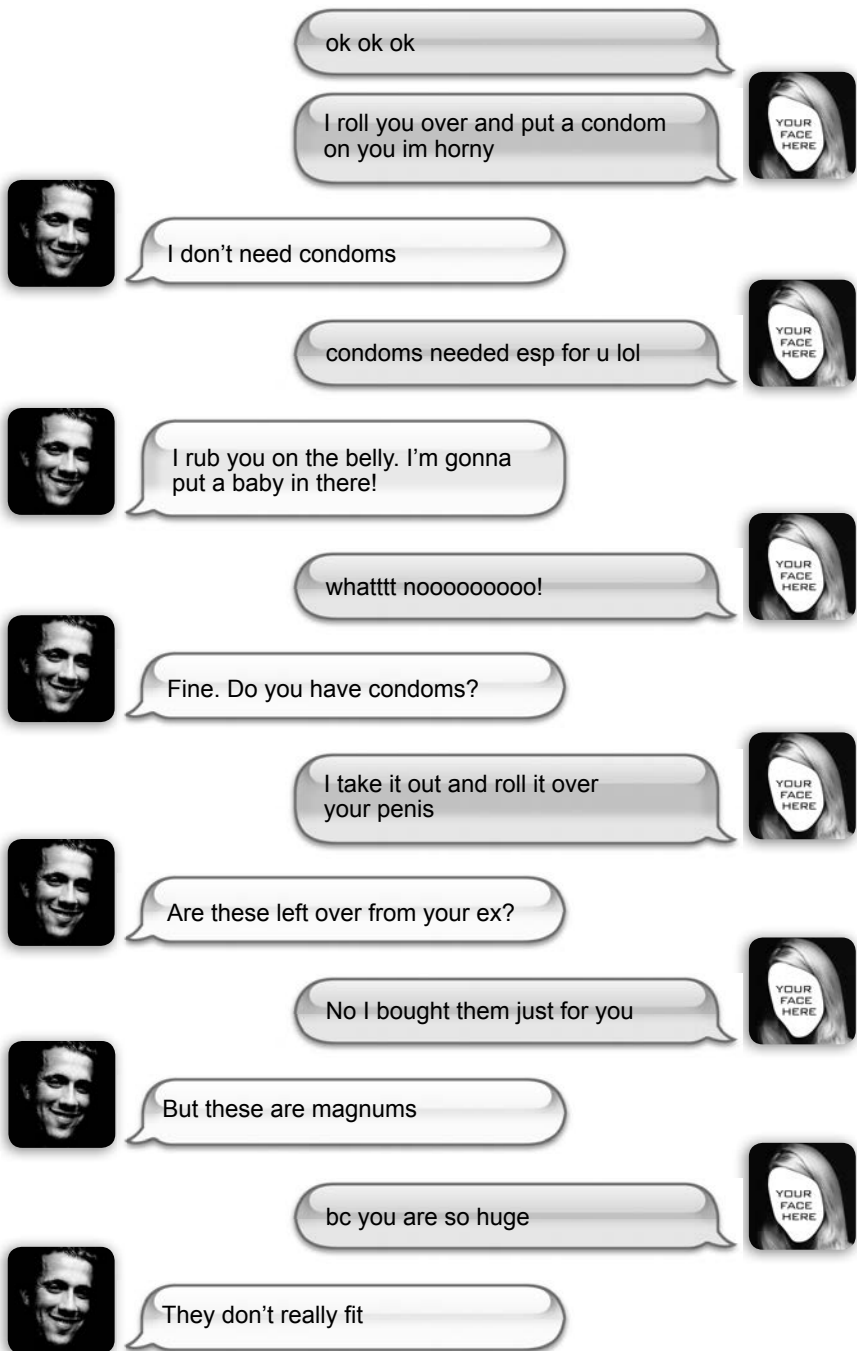 ok ok ok
YOUR
FACE
HERE
I roll you over and put a condom
on you im horny
I don’t need condoms
YOUR
FACE
HERE
condoms needed esp for u lol
I rub you on the belly. I’m gonna
put a baby in there!
YOUR
FACE
HERE
whatttt nooooooooo!
Fine. Do you have condoms?
YOUR
FACE
HERE
I take it out and roll it over
your penis
Are these left over from your ex?
YOUR
FACE
HERE
No I bought them just for you
But these are magnums
YOUR
FACE
HERE
bc you are so huge
They don’t really fit